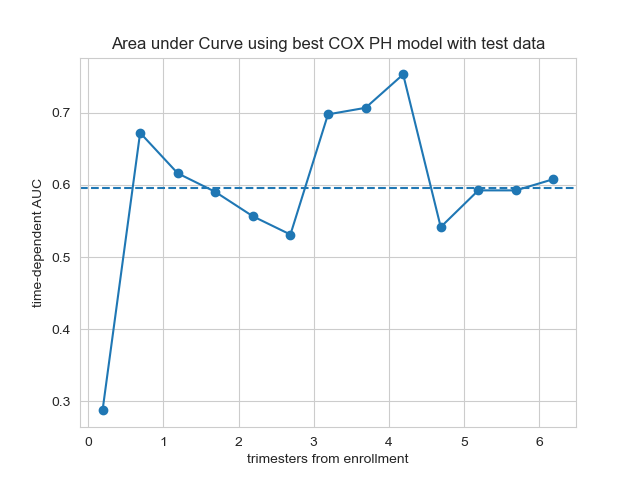 Area under Curve using best COX PH model with test data
time-dependent AUC
0.7
0.6
0.5
0.4
0.3
0 1 2 3 4 5 6
trimesters from enrollment